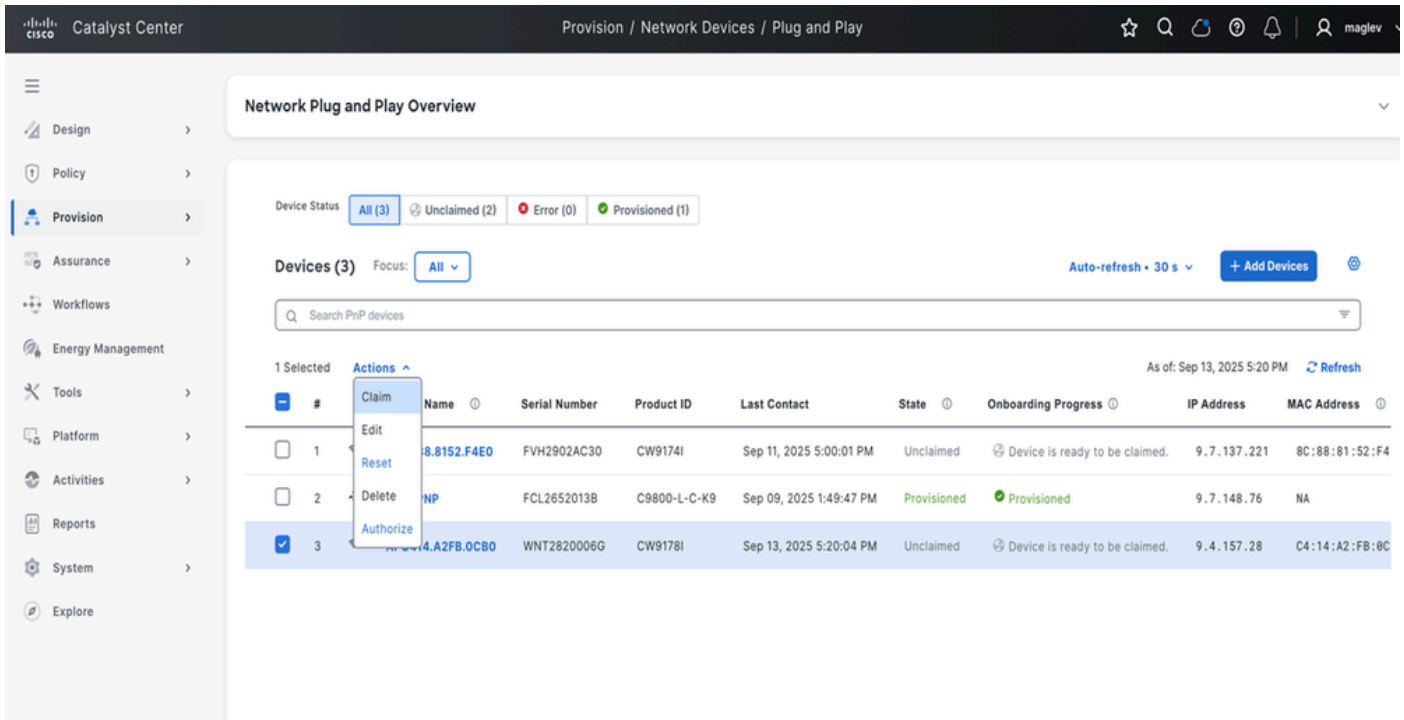 cisco Catalyst Center Provision / Network Devices / Plug and Play maglev
Network Plug and Play Overview
Design
Policy
Provision
Assurance
Workflows
Energy Management
Tools
Platform
Activities
Reports
System
Explore
Device Status All (3) Unclaimed (2) Error (0) Provisioned (1)
Devices (3) Focus: All Auto-refresh • 30 s + Add Devices
Search PnP devices
1 Selected Actions As of: Sep 13, 2025 5:20 PM Refresh
Claim
Edit
Reset
Delete
Authorize
# Name Serial Number Product ID Last Contact State Onboarding Progress IP Address MAC Address
1 8.8152.F4E0 FVH2902AC30 CW9174I Sep 11, 2025 5:00:01 PM Unclaimed Device is ready to be claimed. 9.7.137.221 8C:88:81:52:F4
2 NP FCL2652013B C9800-L-C-K9 Sep 09, 2025 1:49:47 PM Provisioned Provisioned 9.7.148.76 NA
3 A2FB.0CB0 WNT2820006G CW9178I Sep 13, 2025 5:20:04 PM Unclaimed Device is ready to be claimed. 9.4.157.28 C4:14:A2:FB:0C